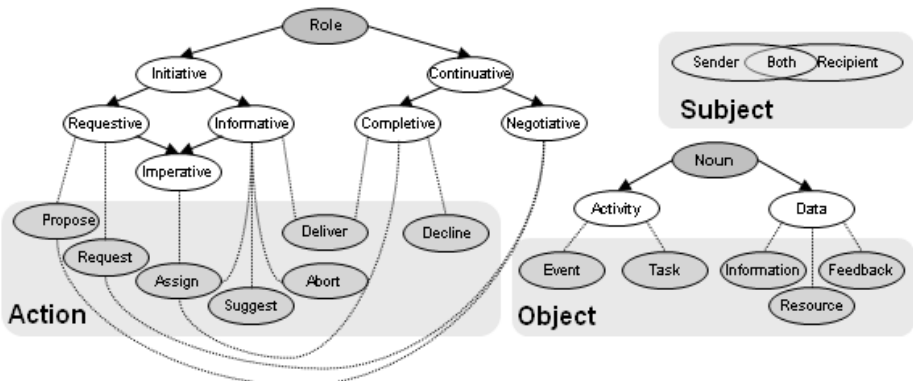 Role
Initiative
Continuative
Requestive
Informative
Completive
Negotiative
Imperative
Propose
Request
Assign
Suggest
Abort
Deliver
Decline
Action
Sender
Both
Recipient
Subject
Noun
Activity
Data
Event
Task
Information
Feedback
Resource
Object